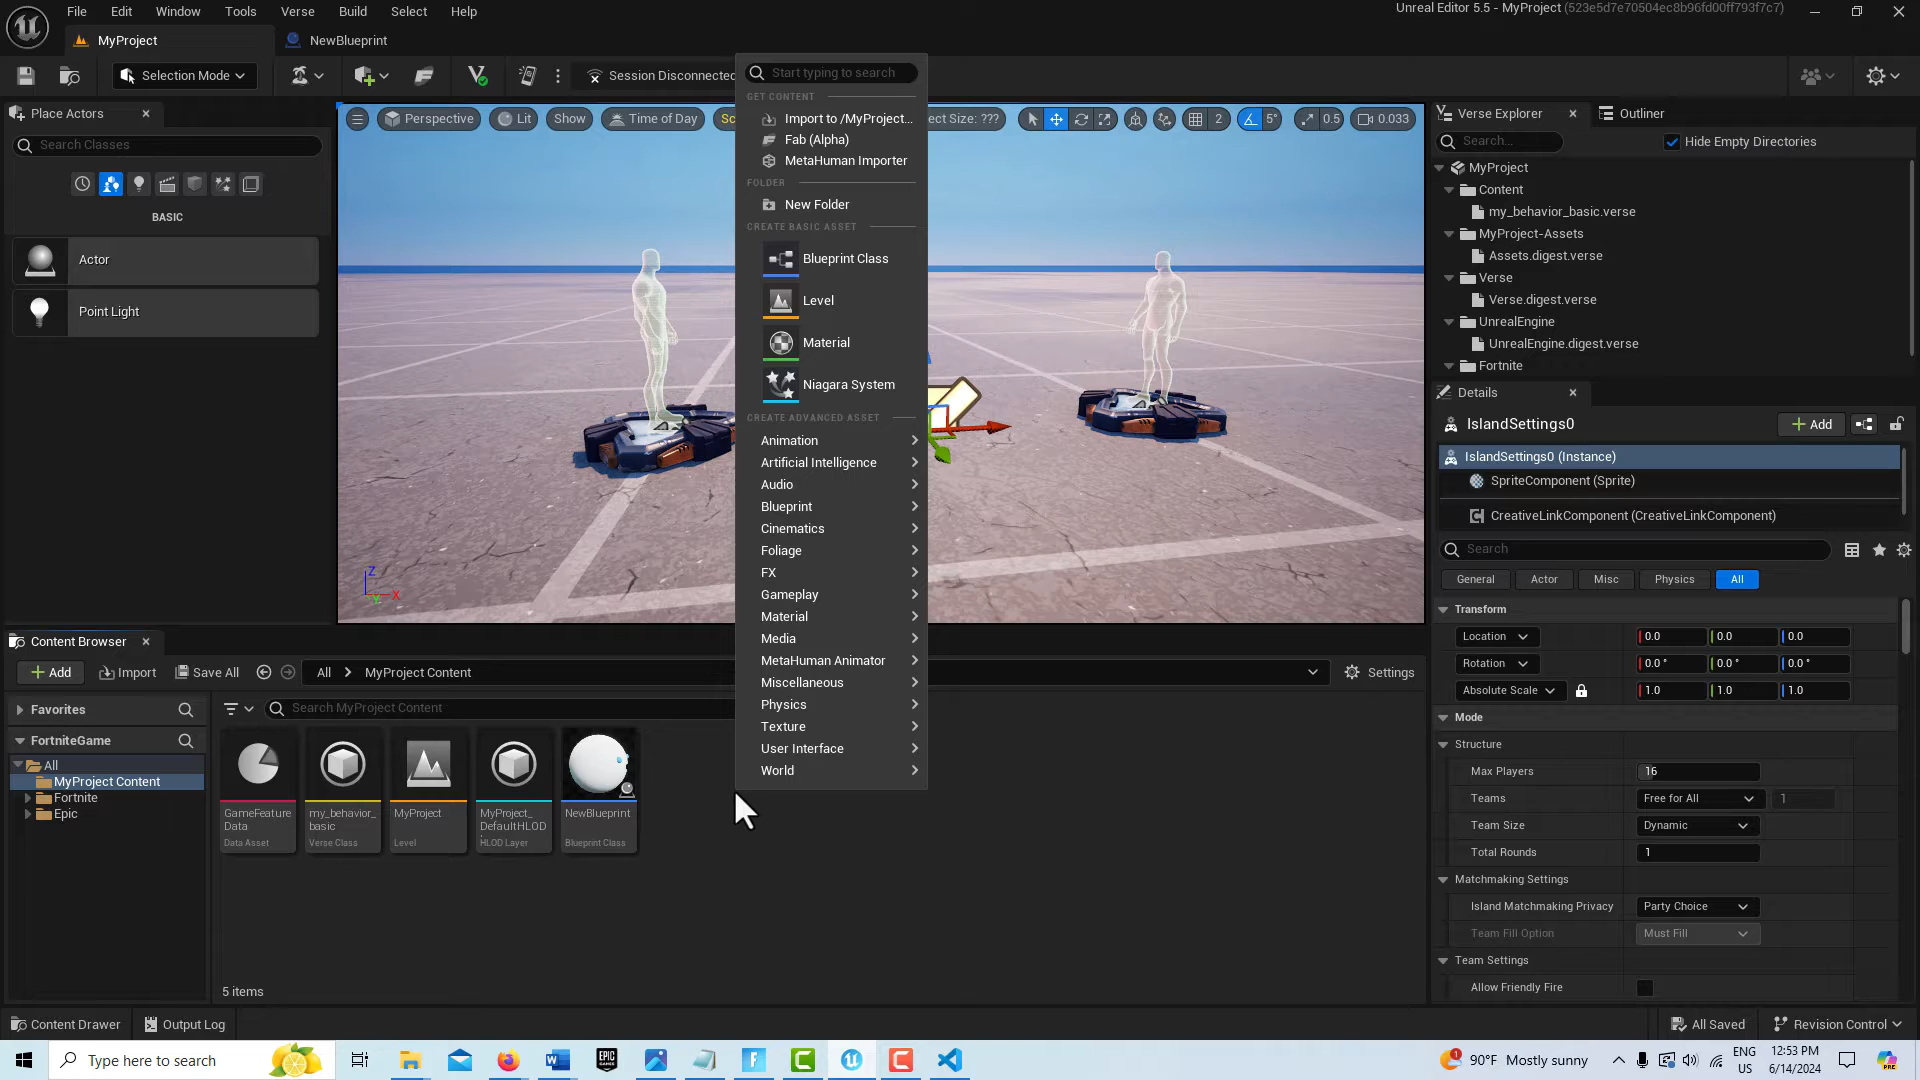 File Edit Window Tools Verse Build Select Help
Unreal Editor 5.5 - MyProject (523e5d7e70504ec8b96fd00ff793f7c7)
MyProject
NewBlueprint
Selection Mode
Session Disconnected
Place Actors
Search Classes
BASIC
Actor
Point Light
Perspective
Lit
Show
Time of Day
ect Size: ???
2
5°
0.5
0.033
Z
X
Y
Start typing to search
GET CONTENT
Import to /MyProject...
Fab (Alpha)
MetaHuman Importer
FOLDER
New Folder
CREATE BASIC ASSET
Blueprint Class
Level
Material
Niagara System
CREATE ADVANCED ASSET
Animation
Artificial Intelligence
Audio
Blueprint
Cinematics
Foliage
FX
Gameplay
Material
Media
MetaHuman Animator
Miscellaneous
Physics
Texture
User Interface
World
Verse Explorer
Outliner
Search...
Hide Empty Directories
MyProject
Content
my_behavior_basic.verse
MyProject-Assets
Assets.digest.verse
Verse
Verse.digest.verse
UnrealEngine
UnrealEngine.digest.verse
Fortnite
Details
IslandSettings0
Add
IslandSettings0 (Instance)
SpriteComponent (Sprite)
CreativeLinkComponent (CreativeLinkComponent)
Search
General Actor Misc Physics All
Transform
Location 0.0 0.0 0.0
Rotation 0.0 ° 0.0 ° 0.0 °
Absolute Scale 1.0 1.0 1.0
Mode
Structure
Max Players 16
Teams Free for All 1
Team Size Dynamic
Total Rounds 1
Matchmaking Settings
Island Matchmaking Privacy Party Choice
Team Fill Option Must Fill
Team Settings
Allow Friendly Fire
Content Browser
Add Import Save All All MyProject Content Settings
Favorites
Search MyProject Content
FortniteGame
All
MyProject Content
Fortnite
Epic
GameFeature
Data
Data Asset
my_behavior_
basic
Verse Class
MyProject
Level
MyProject_
DefaultHLOD
HLOD Layer
NewBlueprint
Blueprint Class
5 items
Content Drawer
Output Log
All Saved
Revision Control
Type here to search
EPIC
GAMES
90°F Mostly sunny
ENG
US
12:53 PM
6/14/2024